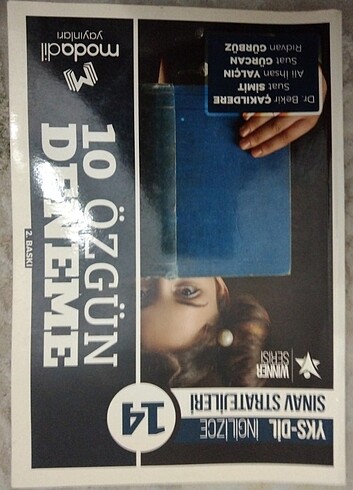 YKS-DİL İNGİLİZCE
SINAV STRATEJİLERİ
14
WINNER
SERİSİ
10 ÖZGÜN
DENEME
2. BASKI
Dr. Bekir ÇAKILDERE
Suat SİMİT
Ali İhsan YALÇIN
Suat GÜRCAN
Rıdvan GÜRBÜZ
modadil
yayınları